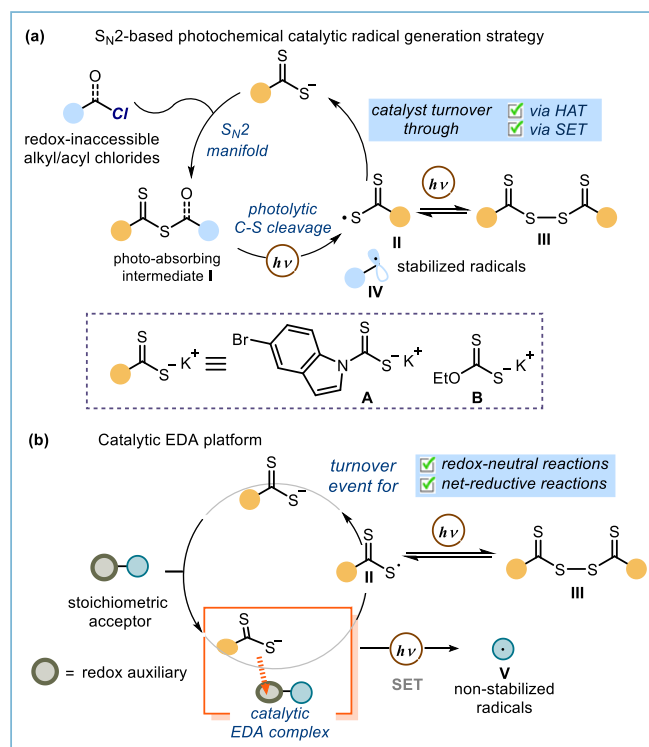 (a) S_N2-based photochemical catalytic radical generation strategy
O
Cl
redox-inaccessible
alkyl/acyl chlorides
S_N2
manifold
S
S⁻
catalyst turnover
through
via HAT
via SET
S O
S
photo-absorbing
intermediate I
photolytic
C-S cleavage
hν
S
•S
II
hν
S S
S S
III
IV
stabilized radicals
S
S⁻K⁺
≡
Br
N
S
S⁻K⁺
A
S
EtO S⁻K⁺
B
(b) Catalytic EDA platform
S
S⁻
turnover
event for
redox-neutral reactions
net-reductive reactions
S
S•
II
hν
S S
S S
III
stoichiometric
acceptor
= redox auxiliary
S
S⁻
catalytic
EDA complex
hν
SET
•
V
non-stabilized
radicals